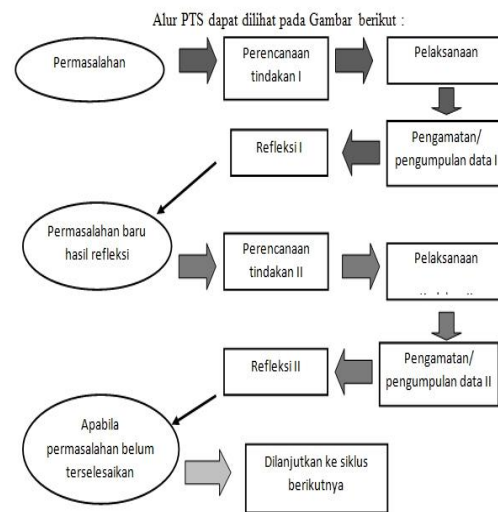 Alur PTS dapat dilihat pada Gambar berikut :
Permasalahan
Perencanaan
tindakan I
Pelaksanaan
Pengamatan/
pengumpulan data I
Refleksi I
Permasalahan baru
hasil refleksi
Perencanaan
tindakan II
Pelaksanaan
Pengamatan/
pengumpulan data II
Refleksi II
Apabila
permasalahan belum
terselesaikan
Dilanjutkan ke siklus
berikutnya